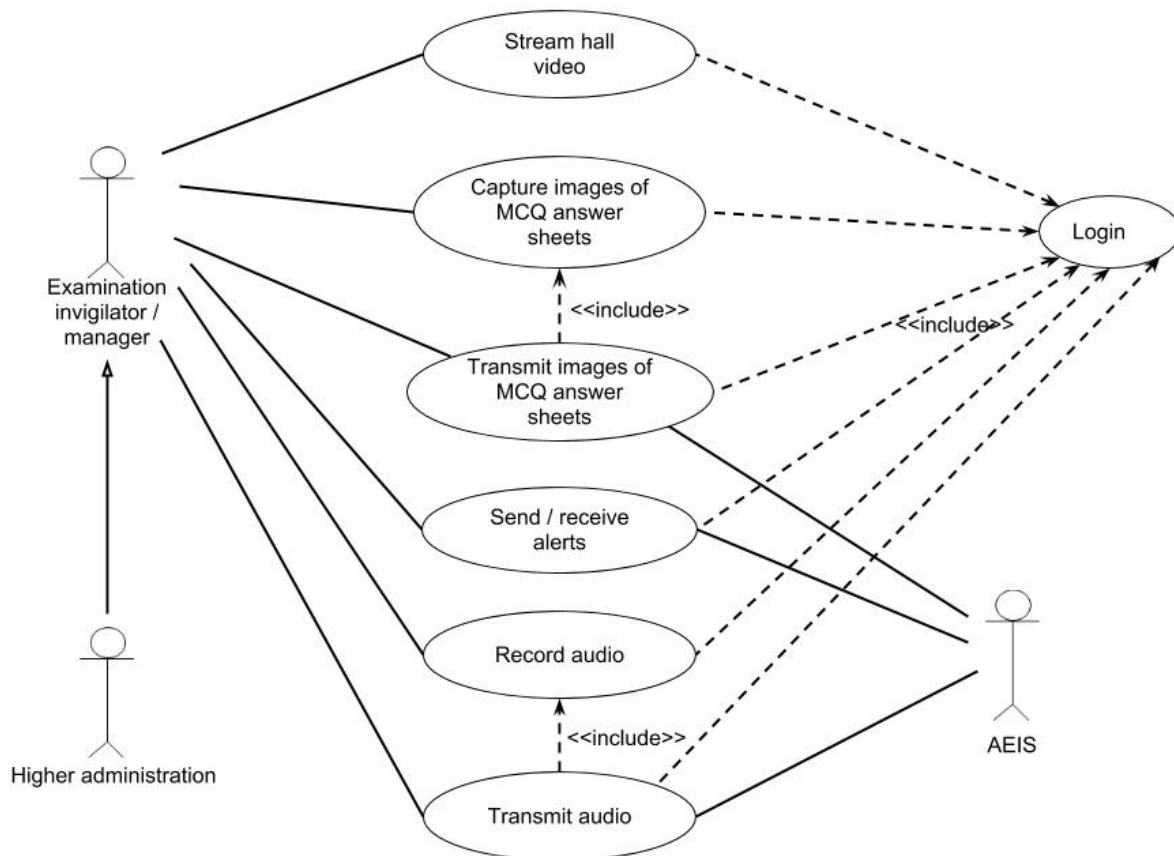 Stream hall
video
Capture images of
MCQ answer
sheets
Login
Examination
invigilator /
manager
<<include>>
<<include>>
Transmit images of
MCQ answer
sheets
Send / receive
alerts
Record audio
<<include>>
AEIS
Higher administration
Transmit audio